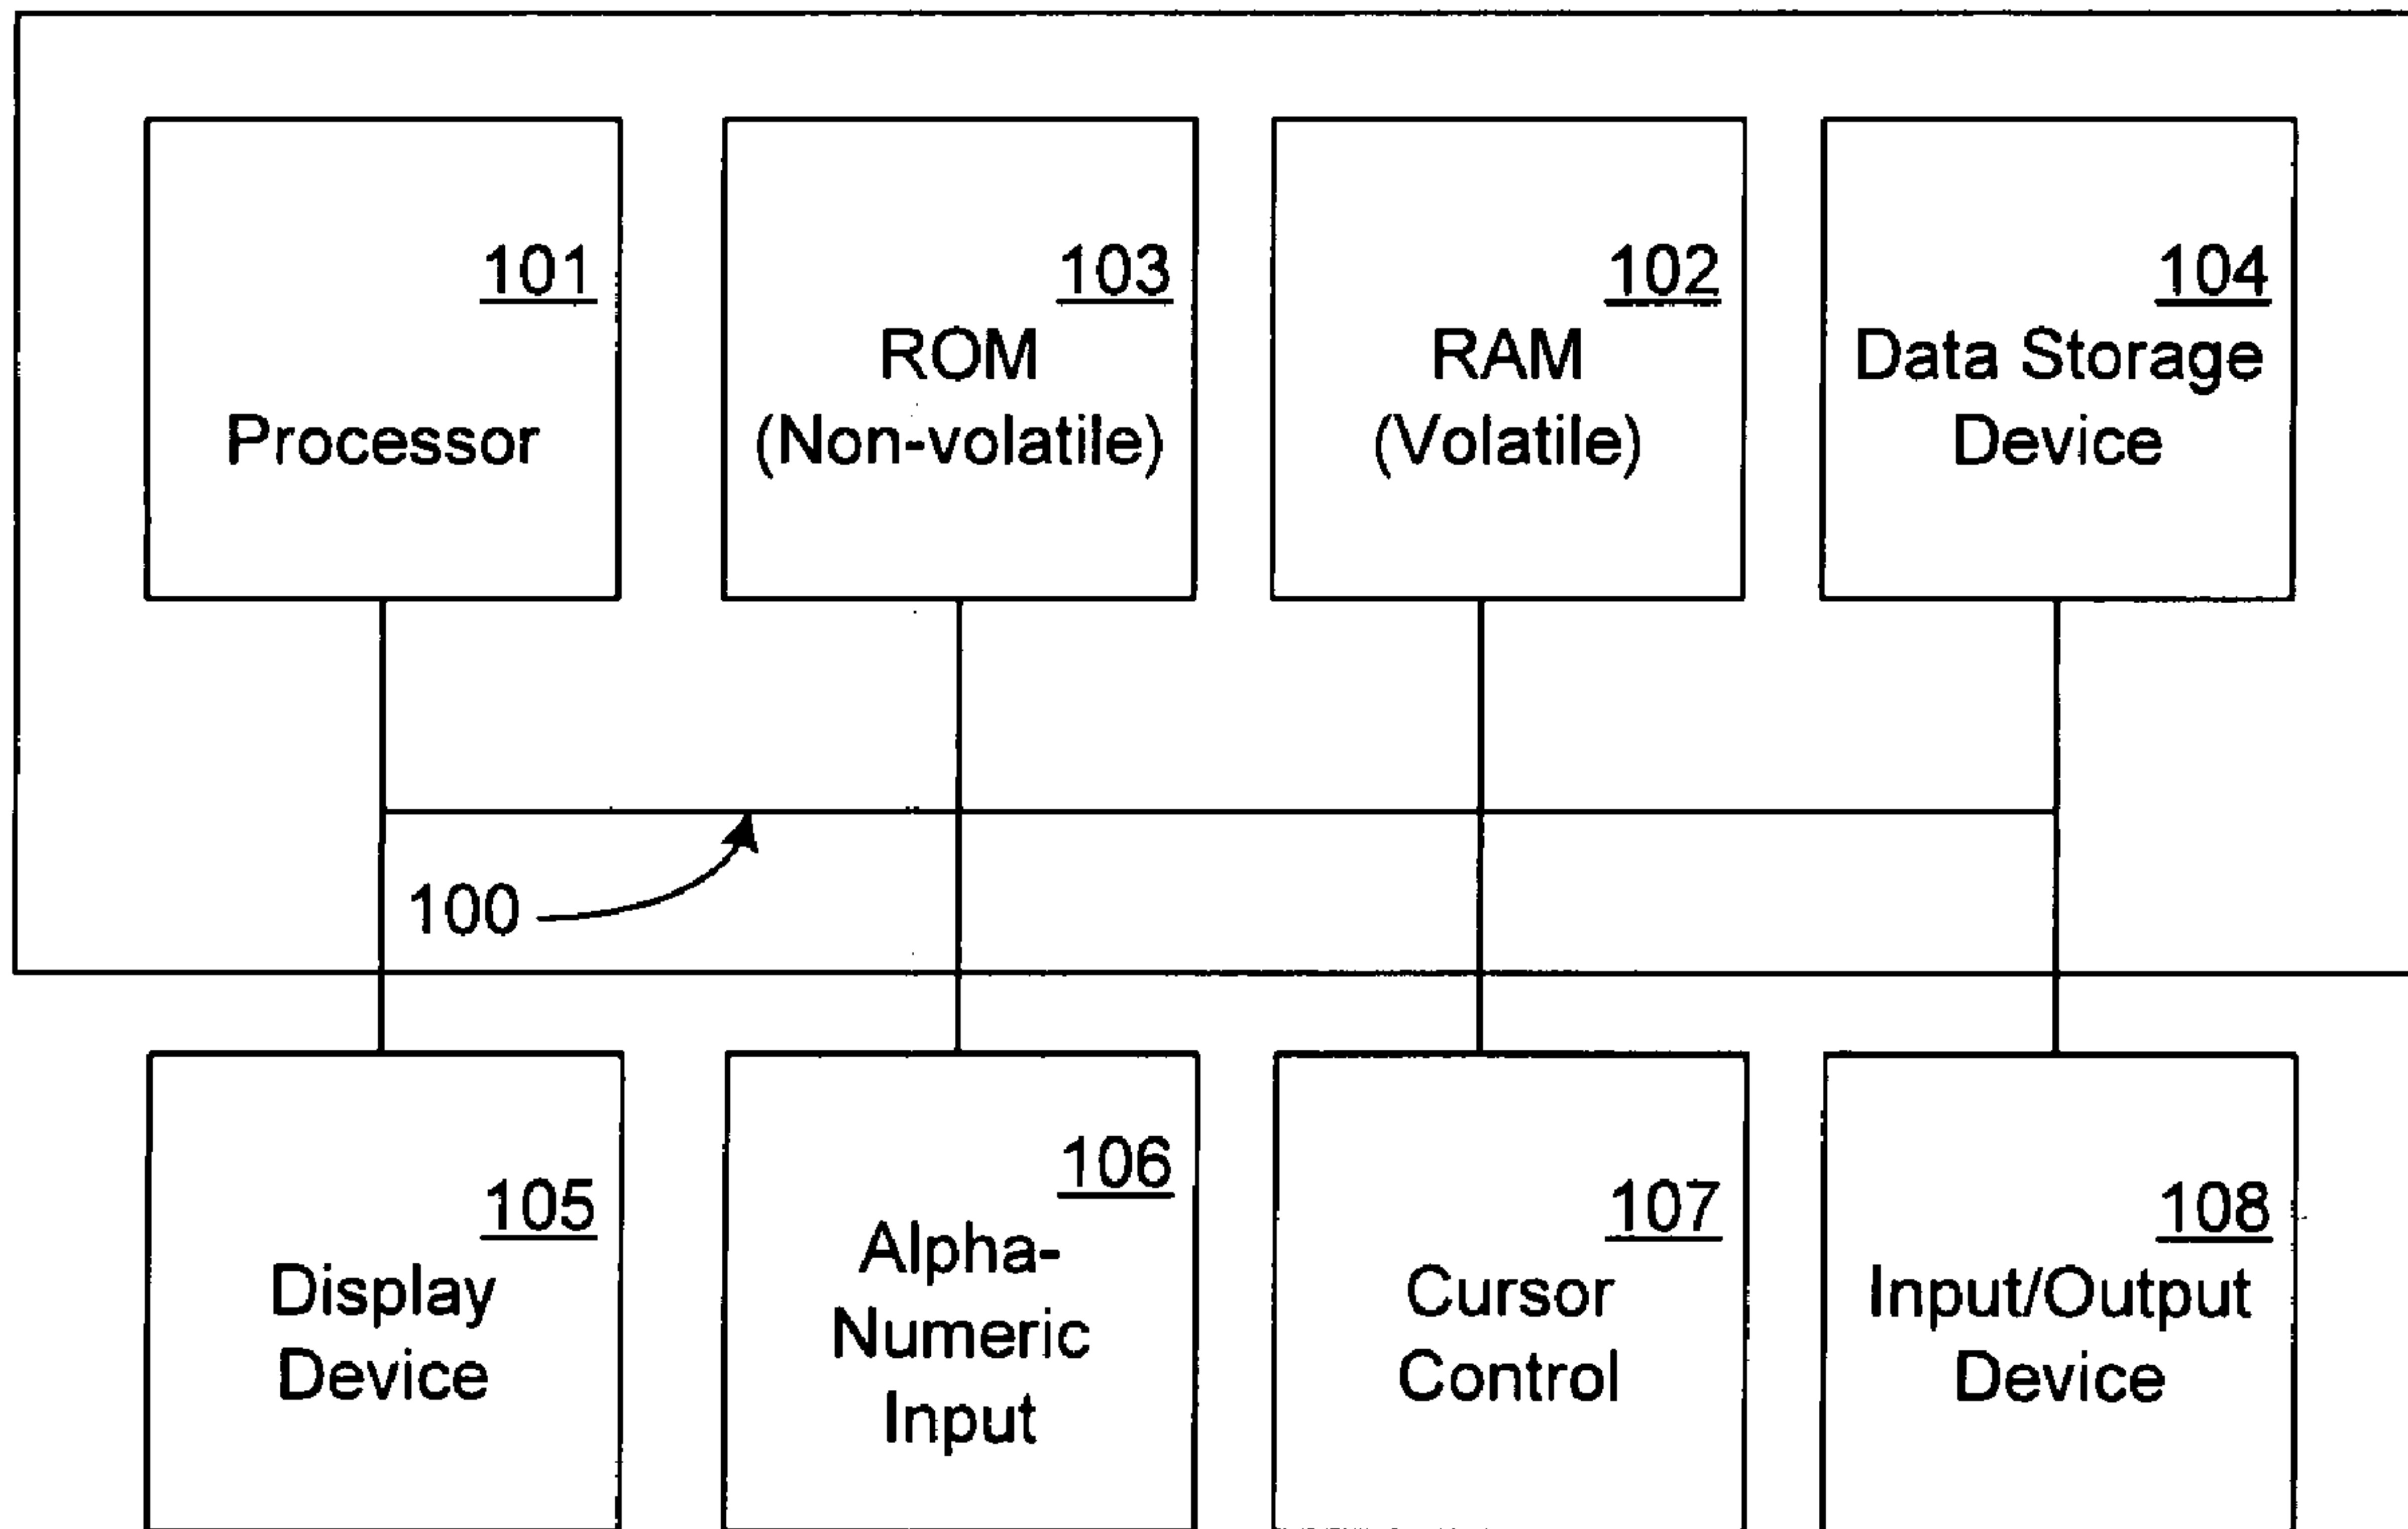 101
Processor
103
ROM
(Non-volatile)
102
RAM
(Volatile)
104
Data Storage
Device
100
105
Display
Device
106
Alpha-
Numeric
Input
107
Cursor
Control
108
Input/Output
Device